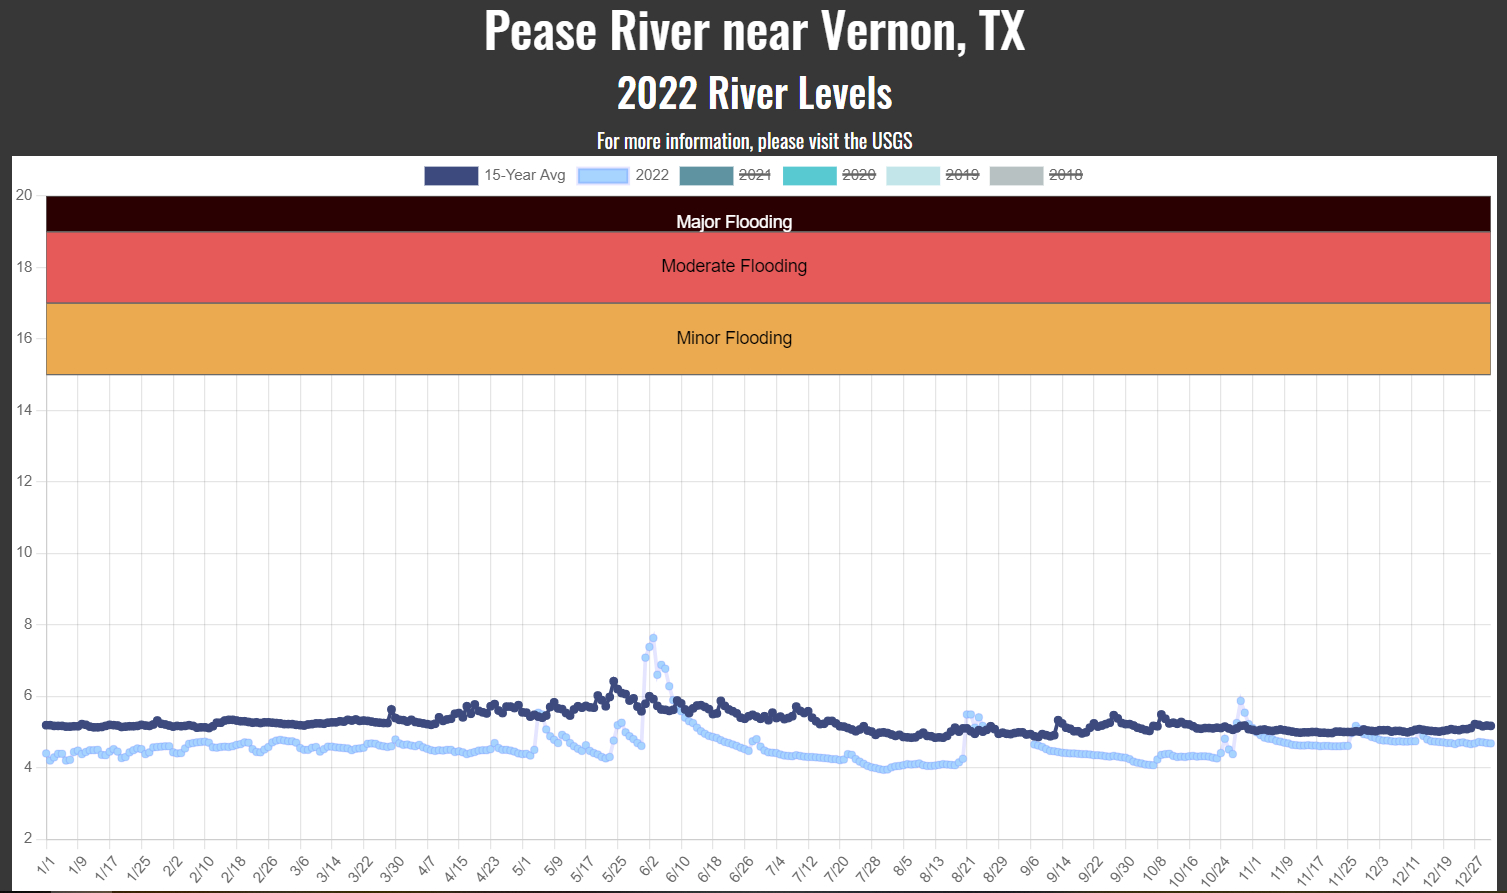 Pease River near Vernon, TX
2022 River Levels
For more information, please visit the USGS
15-Year Avg 2022 2021 2020 2019 2018
20
Major Flooding
Moderate Flooding
18
Minor Flooding
16
14
12
10
8
6
4
2
1/1 1/9 1/17 1/25 2/2 2/10 2/18 2/26 3/6 3/14 3/22 3/30 4/7 4/15 4/23 5/1 5/9 5/17 5/25 6/2 6/10 6/18 6/26 7/4 7/12 7/20 7/28 8/5 8/13 8/21 8/29 9/6 9/14 9/22 9/30 10/8 10/16 10/24 11/1 11/9 11/17 11/25 12/3 12/11 12/19 12/27